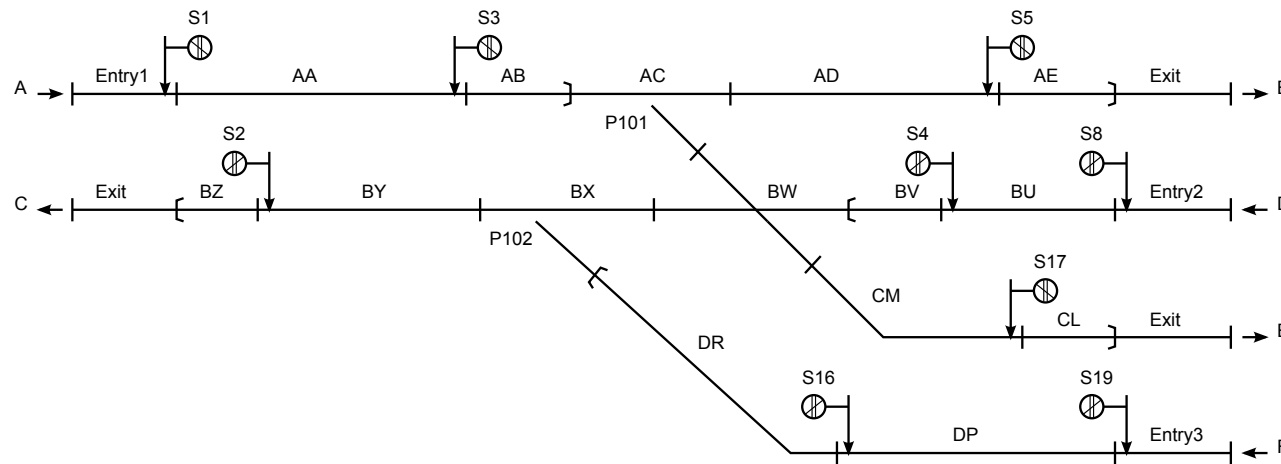 S1
S3
S5
A
Entry1
AA
AB
AC
AD
AE
Exit
B
P101
S2
S4
S8
C
Exit
BZ
BY
BX
BW
BV
BU
Entry2
D
P102
S17
CM
CL
Exit
E
DR
S16
S19
DP
Entry3
F